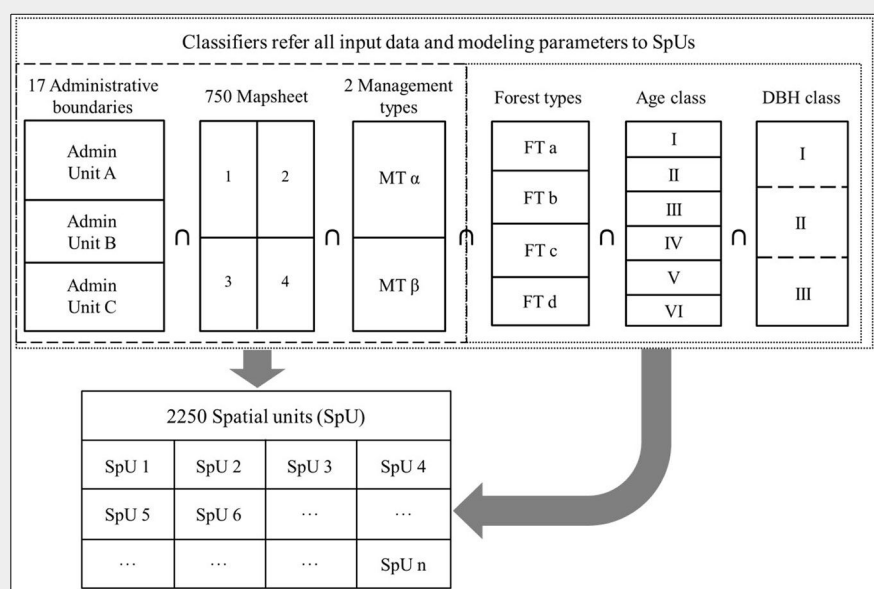 Classifiers refer all input data and modeling parameters to SpUs
17 Administrative
boundaries
750 Mapsheet
2 Management
types
Forest types
Age class
DBH class
Admin
Unit A
Admin
Unit B
Admin
Unit C
∩
1
2
3
4
∩
MT α
MT β
∩
FT a
FT b
FT c
FT d
∩
I
II
III
IV
V
VI
∩
I
II
III
2250 Spatial units (SpU)
SpU 1
SpU 2
SpU 3
SpU 4
SpU 5
SpU 6
...
...
...
...
...
SpU n